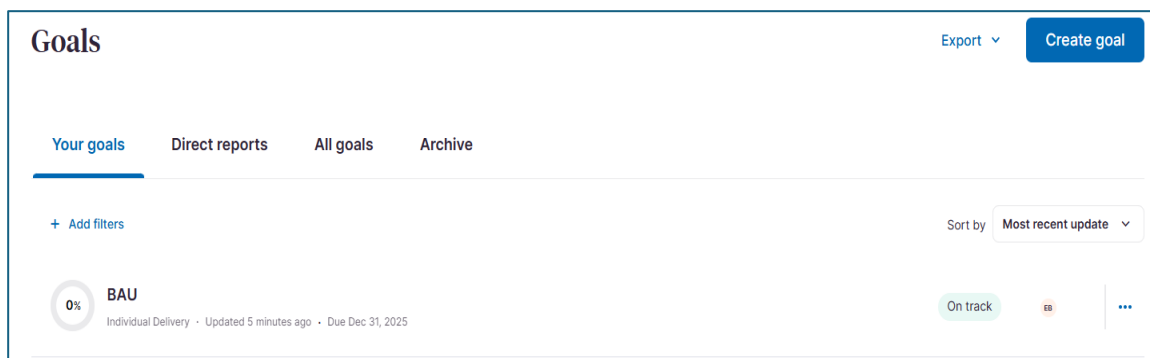 Goals
Export
Create goal
Your goals
Direct reports
All goals
Archive
+ Add filters
Sort by
Most recent update
0%
BAU
On track
EB
•••
Individual Delivery · Updated 5 minutes ago · Due Dec 31, 2025